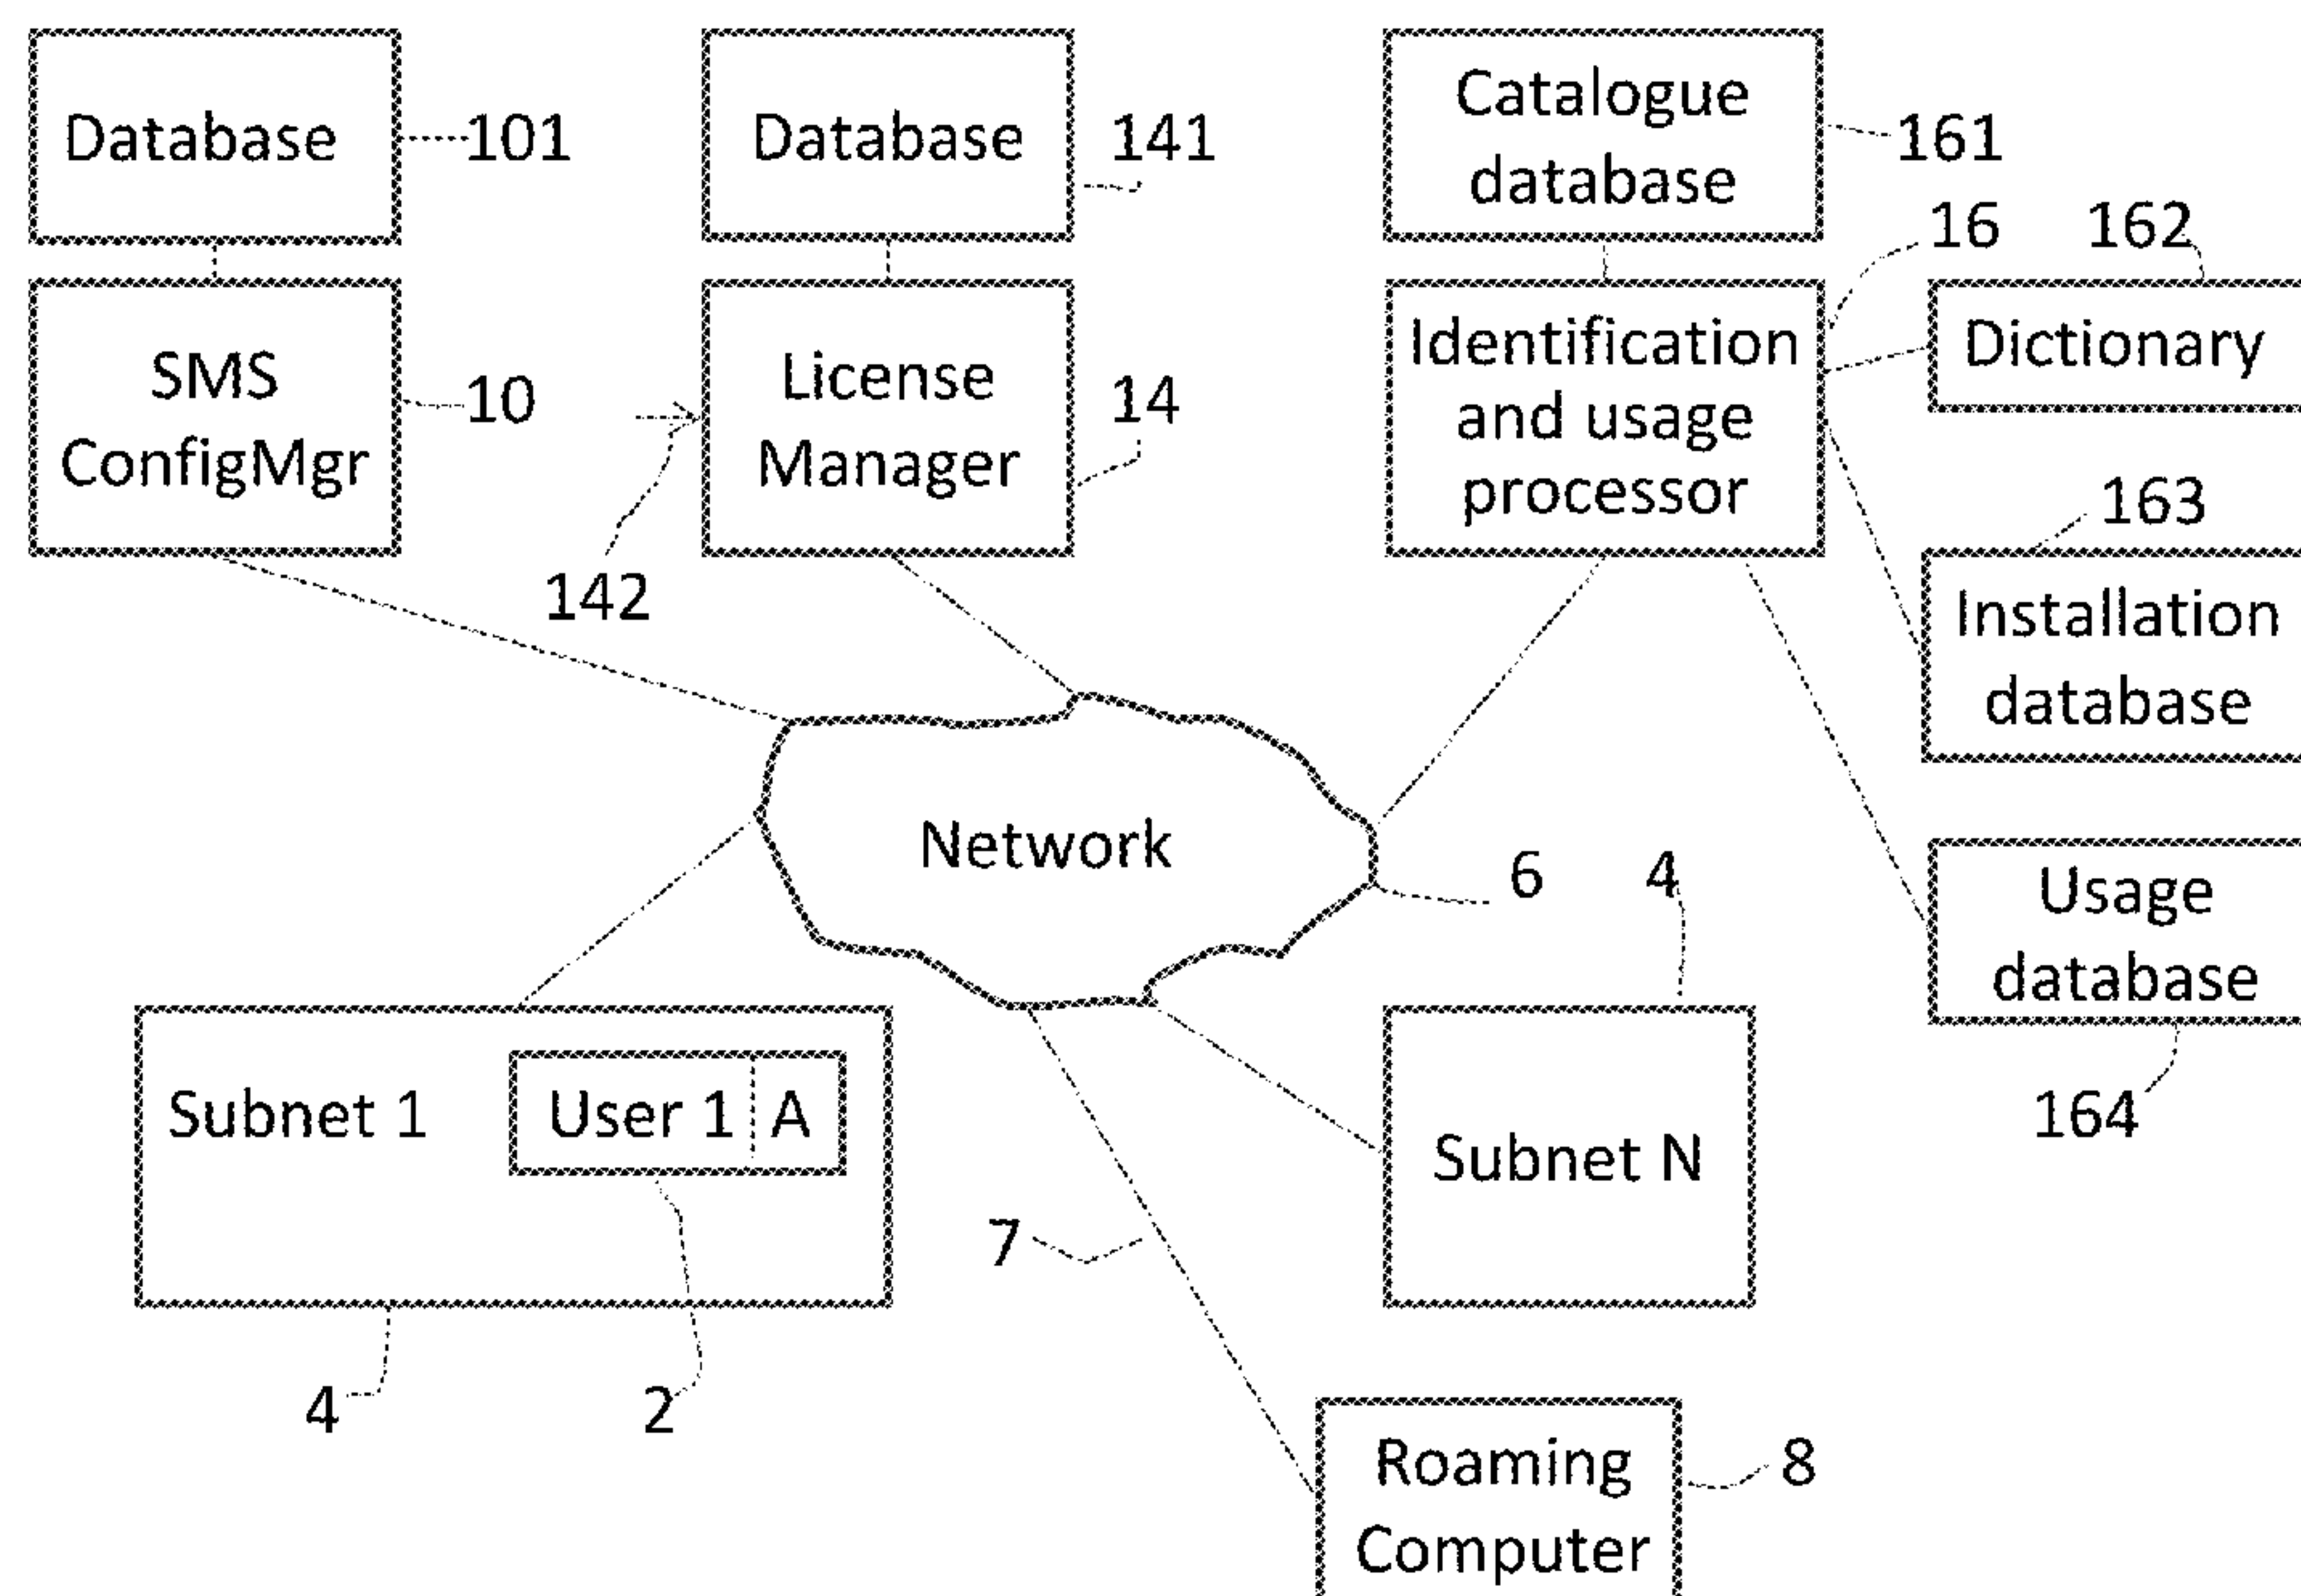 Database
101
Database
141
Catalogue
database
161
16
162
SMS
ConfigMgr
10
License
Manager
14
142
Identification
and usage
processor
Dictionary
163
Installation
database
Network
6
4
Usage
database
164
Subnet 1
User 1
A
Subnet N
7
4
2
Roaming
Computer
8